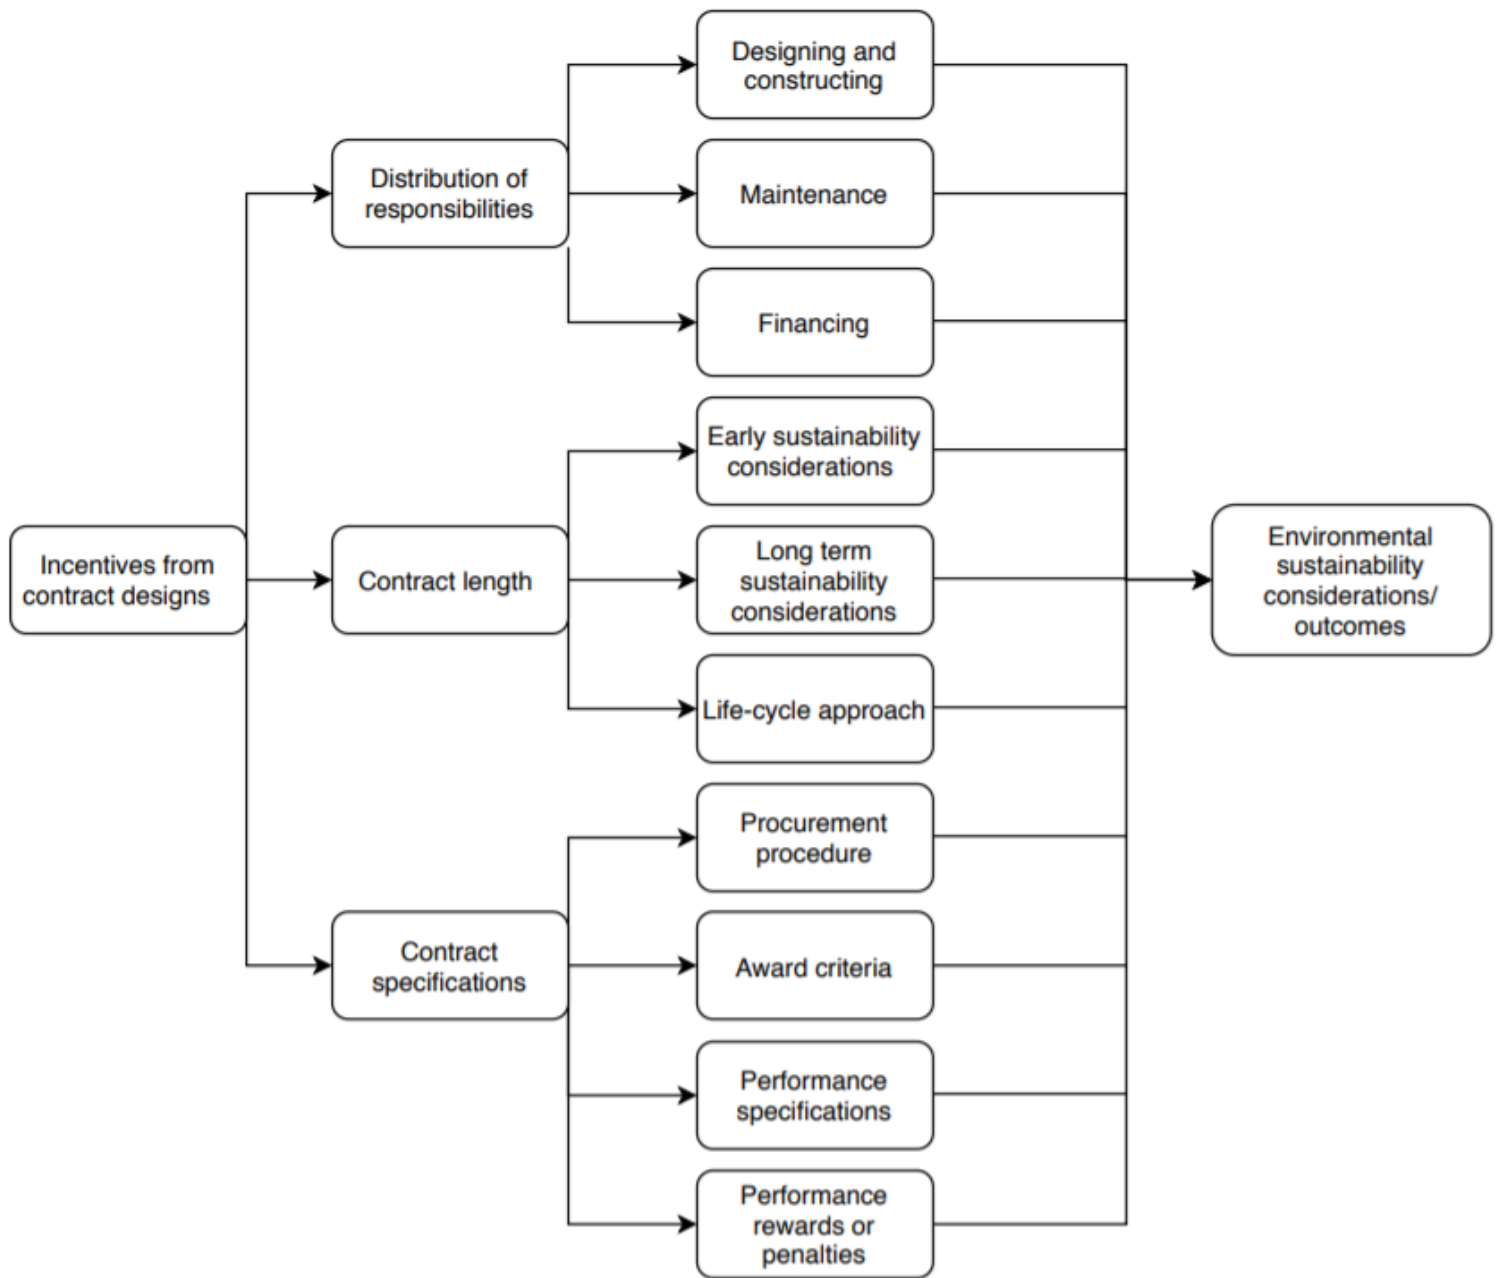 Designing and
constructing
Distribution of
responsibilities
Maintenance
Financing
Early sustainability
considerations
Incentives from
contract designs
Contract length
Long term
sustainability
considerations
Environmental
sustainability
considerations/
outcomes
Life-cycle approach
Procurement
procedure
Contract
specifications
Award criteria
Performance
specifications
Performance
rewards or
penalties